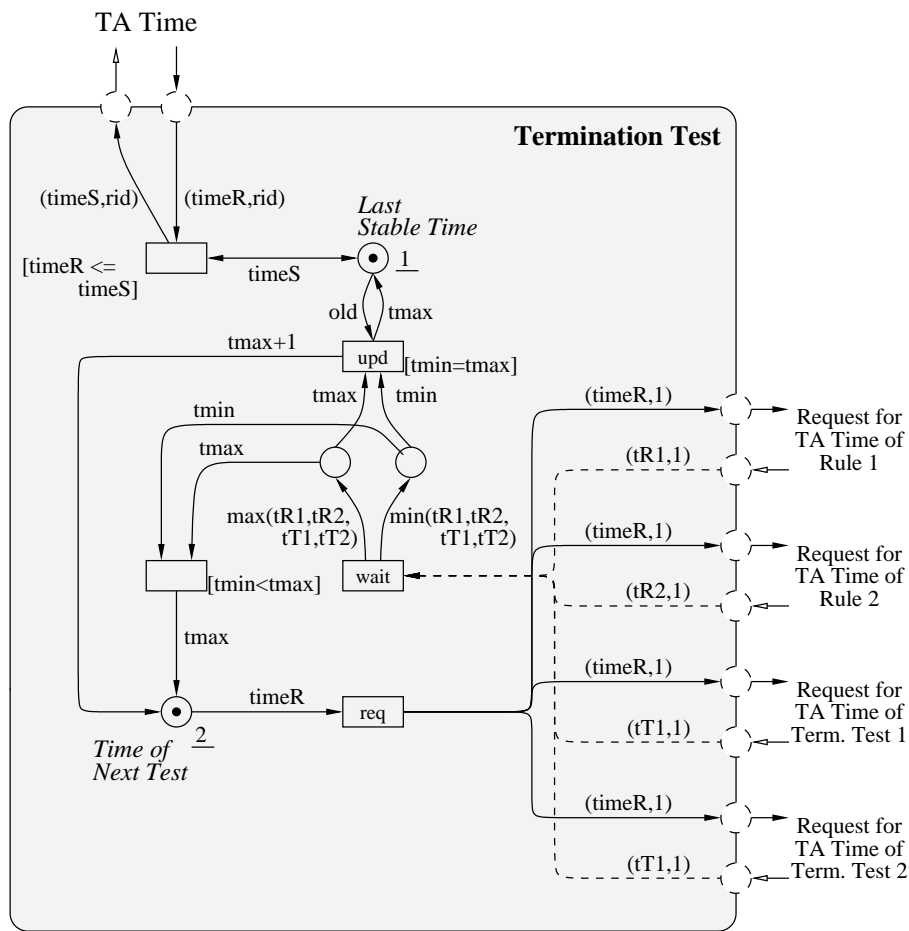 TA Time
Termination Test
(timeS,rid)
(timeR,rid)
Last
Stable Time
[timeR <=
timeS]
timeS
1
old
tmax
tmax+1
upd
[tmin=tmax]
tmax
tmin
tmin
tmax
(timeR,1)
Request for
TA Time of
Rule 1
(tR1,1)
max(tR1,tR2,
tT1,tT2)
min(tR1,tR2,
tT1,tT2)
(timeR,1)
Request for
TA Time of
Rule 2
[tmin<tmax]
wait
(tR2,1)
tmax
(timeR,1)
Request for
TA Time of
Term. Test 1
timeR
req
2
(tT1,1)
Time of
Next Test
(timeR,1)
Request for
TA Time of
Term. Test 2
(tT1,1)